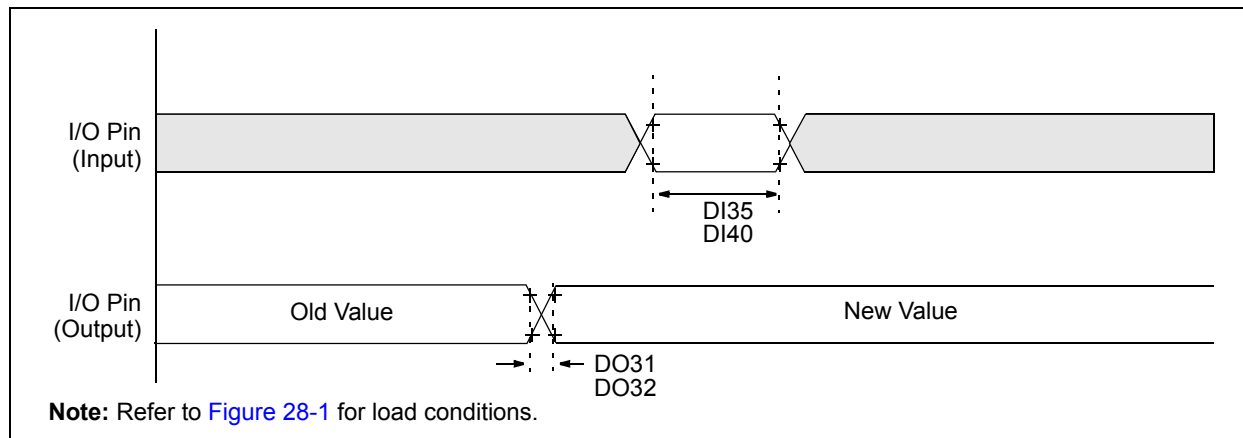 I/O Pin
(Input)
DI35
DI40
I/O Pin
(Output)
Old Value
New Value
DO31
DO32
Note: Refer to Figure 28-1 for load conditions.